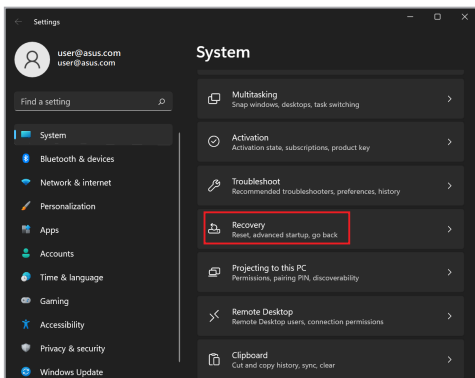 Settings
user@asus.com
user@asus.com
Find a setting
System
Bluetooth & devices
Network & internet
Personalization
Apps
Accounts
Time & language
Gaming
Accessibility
Privacy & security
Windows Update
System
Multitasking
Snap windows, desktops, task switching
Activation
Activation state, subscriptions, product key
Troubleshoot
Recommended troubleshooters, preferences, history
Recovery
Reset, advanced startup, go back
Projecting to this PC
Permissions, pairing PIN, discoverability
Remote Desktop
Remote Desktop users, connection permissions
Clipboard
Cut and copy history, sync, clear